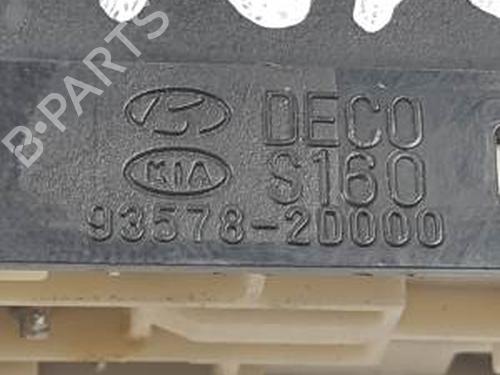 DECO
KIA S160
93578-2D000
B-PARTS